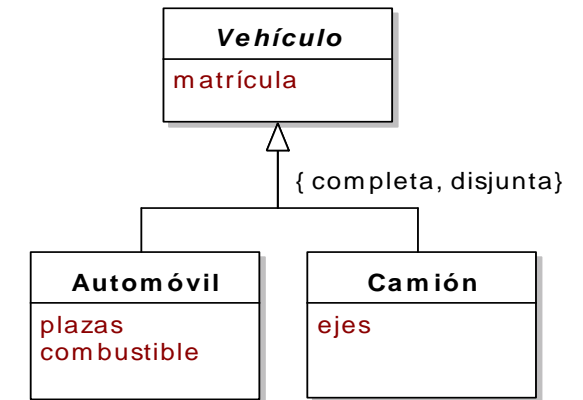 Vehículo
matrícula
{ completa, disjunta}
Automóvil
plazas
combustible
Camión
ejes